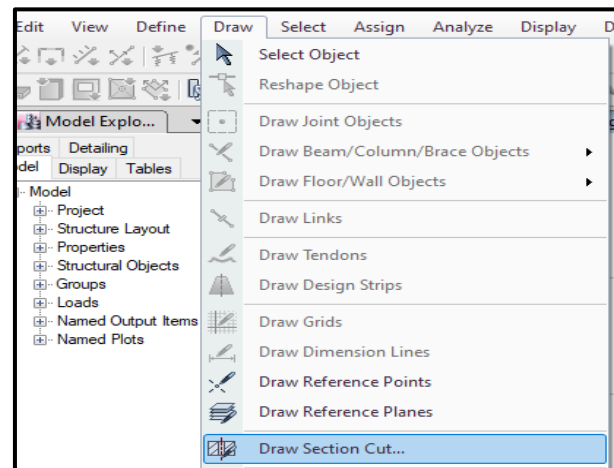 Edit View Define Draw Select Assign Analyze Display D
Select Object
Reshape Object
Model Explo...
Draw Joint Objects
ports Detailing
Draw Beam/Column/Brace Objects
del Display Tables
Draw Floor/Wall Objects
Model
Project
Draw Links
Structure Layout
Properties
Draw Tendons
Structural Objects
Groups
Draw Design Strips
Loads
Named Output Items
Draw Grids
Named Plots
Draw Dimension Lines
Draw Reference Points
Draw Reference Planes
Draw Section Cut...